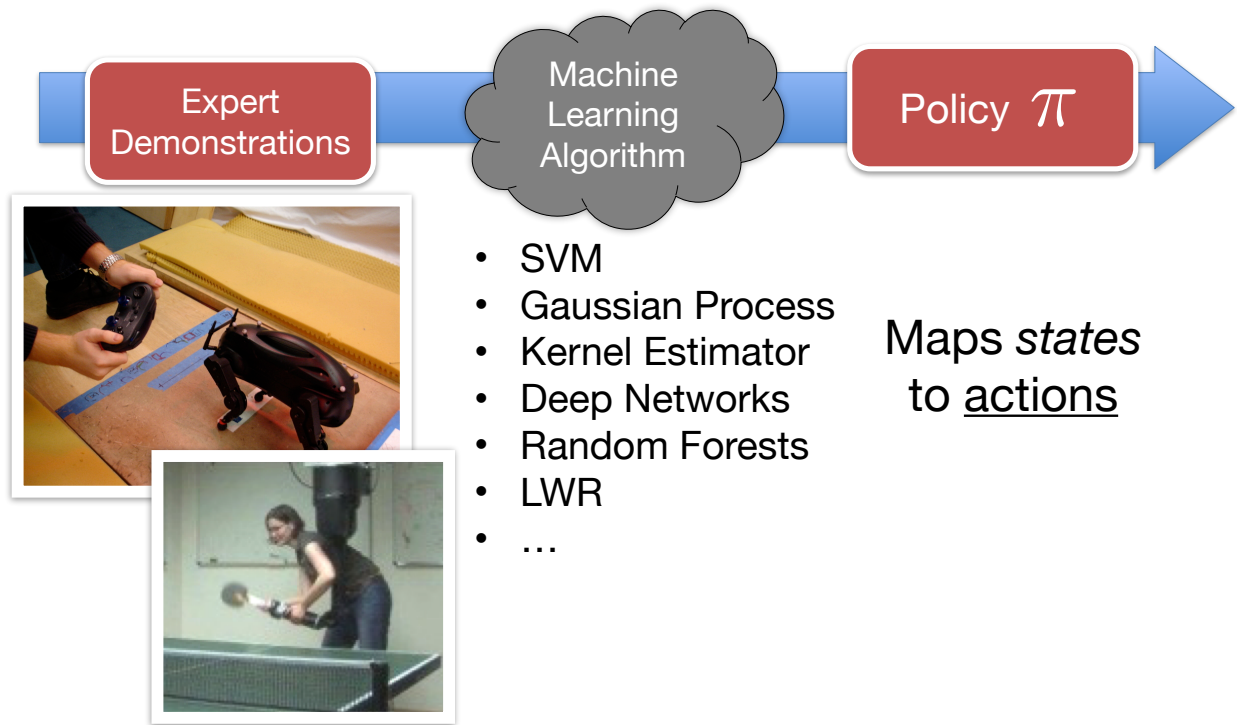 Expert
Demonstrations
Machine
Learning
Algorithm
Policy π
• SVM
• Gaussian Process
• Kernel Estimator
• Deep Networks
• Random Forests
• LWR
• …
Maps states
to actions